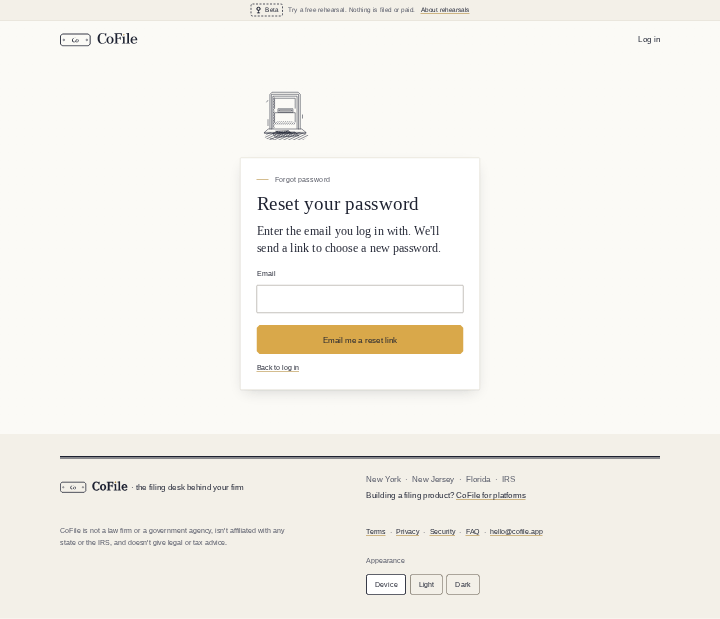 Beta Try a free rehearsal. Nothing is filed or paid. About rehearsals
Co CoFile
Log in
Forgot password
Reset your password
Enter the email you log in with. We'll
send a link to choose a new password.
Email
Email me a reset link
Back to log in
Co CoFile · the filing desk behind your firm
CoFile is not a law firm or a government agency, isn't affiliated with any
state or the IRS, and doesn't give legal or tax advice.
New York · New Jersey · Florida · IRS
Building a filing product? CoFile for platforms
Terms · Privacy · Security · FAQ · hello@cofile.app
Appearance
Device Light Dark